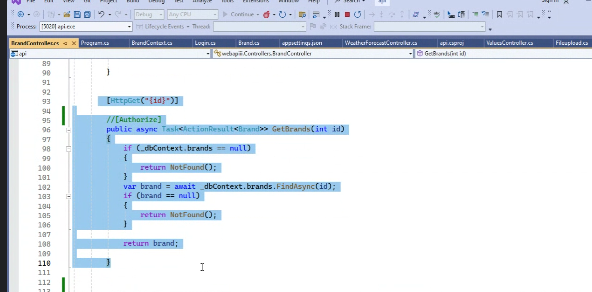 Debug
Any CPU
Continue
Process: [5020] api.exe
Lifecycle Events
Thread:
Stack Frame:
BrandController.cs
Program.cs
BrandContext.cs
Login.cs
Brand.cs
appsettings.json
WeatherForecastController.cs
api.csproj
ValuesController.cs
Fileupload.cs
api
webapiii.Controllers.BrandController
GetBrands(int id)
89
90 }
91
92
93 [HttpGet("{id}")]
94
95 //[Authorize]
96 public async Task<ActionResult<Brand>> GetBrands(int id)
97 {
98 if (_dbContext.brands == null)
99 {
100 return NotFound();
101 }
102 var brand = await _dbContext.brands.FindAsync(id);
103 if (brand == null)
104 {
105 return NotFound();
106 }
107
108 return brand;
109
110 }
111
112